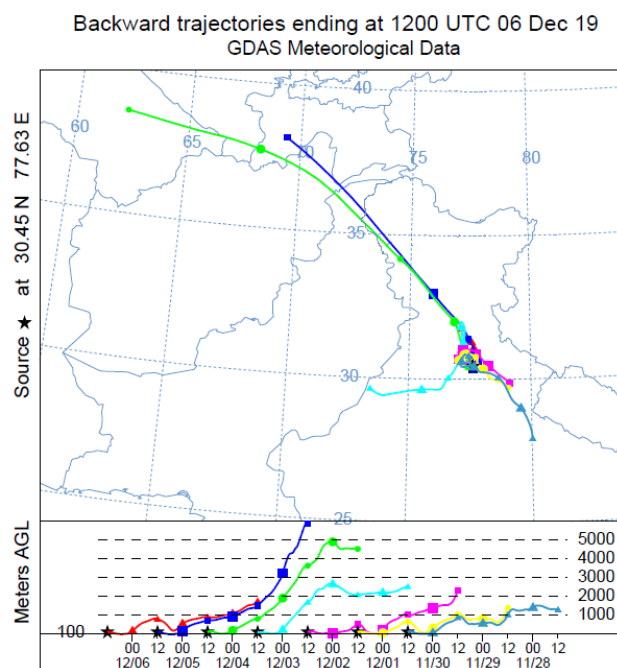 Backward trajectories ending at 1200 UTC 06 Dec 19
GDAS Meteorological Data
Source ★ at 30.45 N 77.63 E
60
65
70
75
80
40
35
30
25
Meters AGL
5000
4000
3000
2000
1000
100
00 12 00 12 00 12 00 12 00 12 00 12 00 12 00 12 00 12
12/06 12/05 12/04 12/03 12/02 12/01 11/30 11/29 11/28